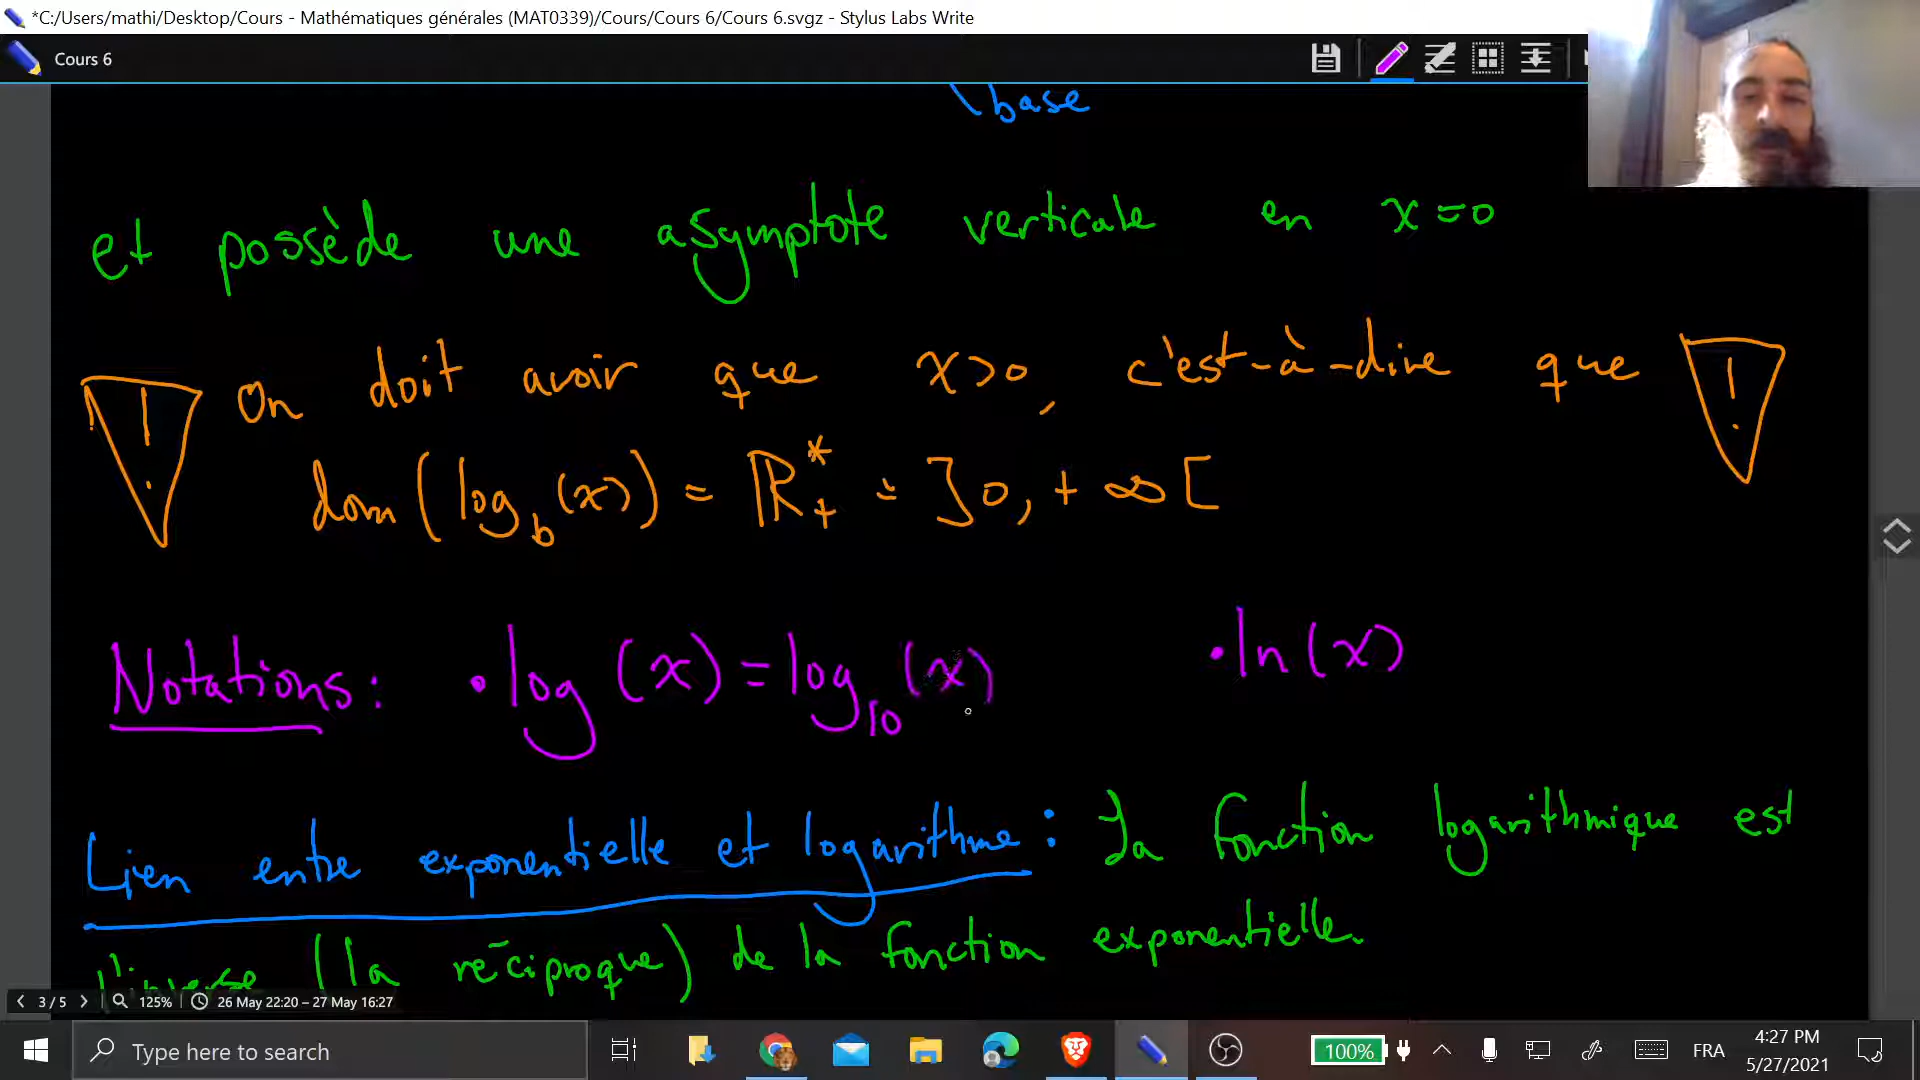 *C:/Users/mathi/Desktop/Cours - Mathématiques générales (MAT0339)/Cours/Cours 6/Cours 6.svgz - Stylus Labs Write
Cours 6
base
et possède une asymptote verticale en x=0
! On doit avoir que x>0, c'est-à-dire que !
dom(log_b(x)) = ℝ*₊ = ]0, +∞[
Notations: •log(x)=log₁₀(x) •ln(x)
Lien entre exponentielle et logarithme: La fonction logarithmique est
l'inverse (la réciproque) de la fonction exponentielle.
3 / 5 125% 26 May 22:20 – 27 May 16:27
Type here to search
100%
FRA
4:27 PM
5/27/2021